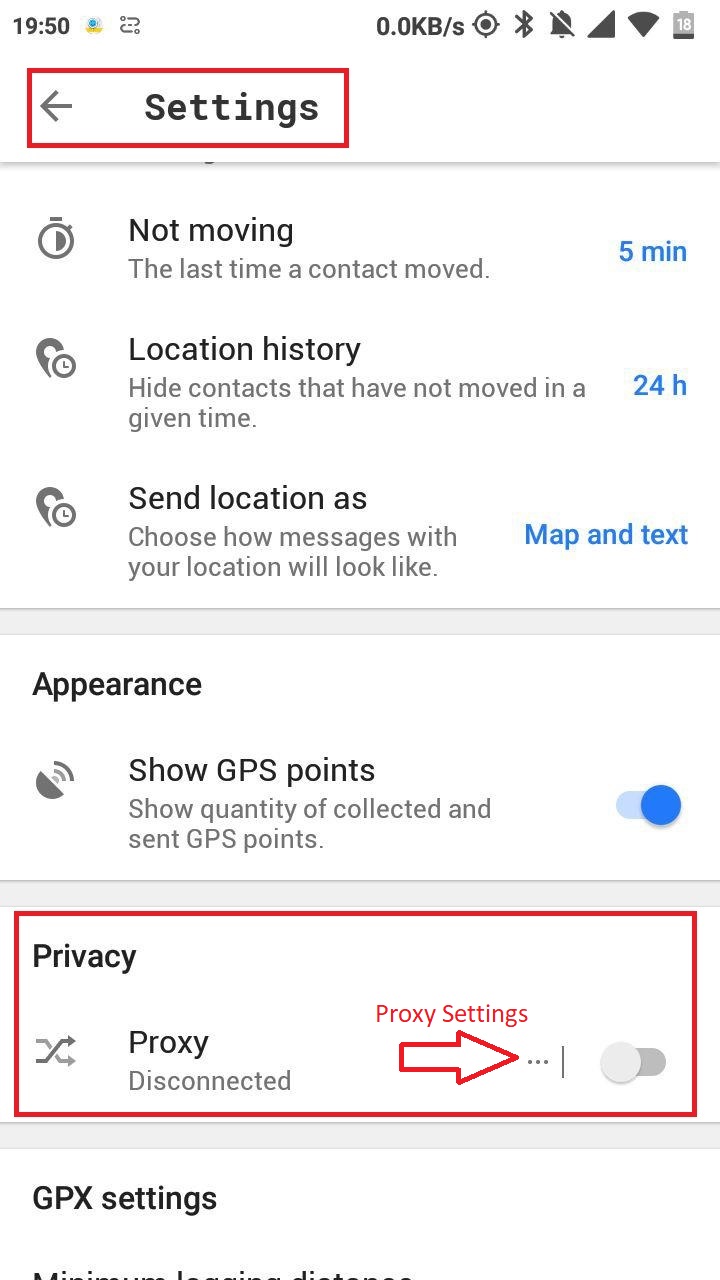 19:50 0.0KB/s 18
Settings
Not moving
The last time a contact moved.
5 min
Location history
Hide contacts that have not moved in a
given time.
24 h
Send location as
Choose how messages with
your location will look like.
Map and text
Appearance
Show GPS points
Show quantity of collected and
sent GPS points.
Privacy
Proxy Settings
Proxy
Disconnected
...
GPX settings
Minimum logging distance